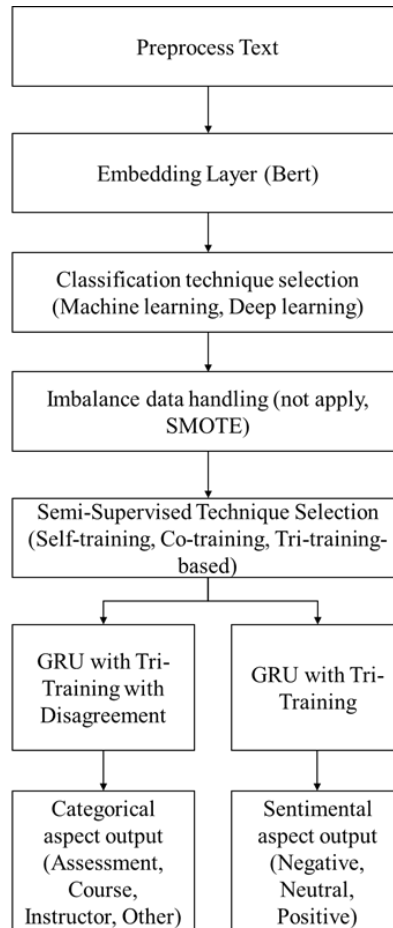 Preprocess Text
Embedding Layer (Bert)
Classification technique selection
(Machine learning, Deep learning)
Imbalance data handling (not apply,
SMOTE)
Semi-Supervised Technique Selection
(Self-training, Co-training, Tri-training-
based)
GRU with Tri-
Training with
Disagreement
GRU with Tri-
Training
Categorical
aspect output
(Assessment,
Course,
Instructor, Other)
Sentimental
aspect output
(Negative,
Neutral,
Positive)